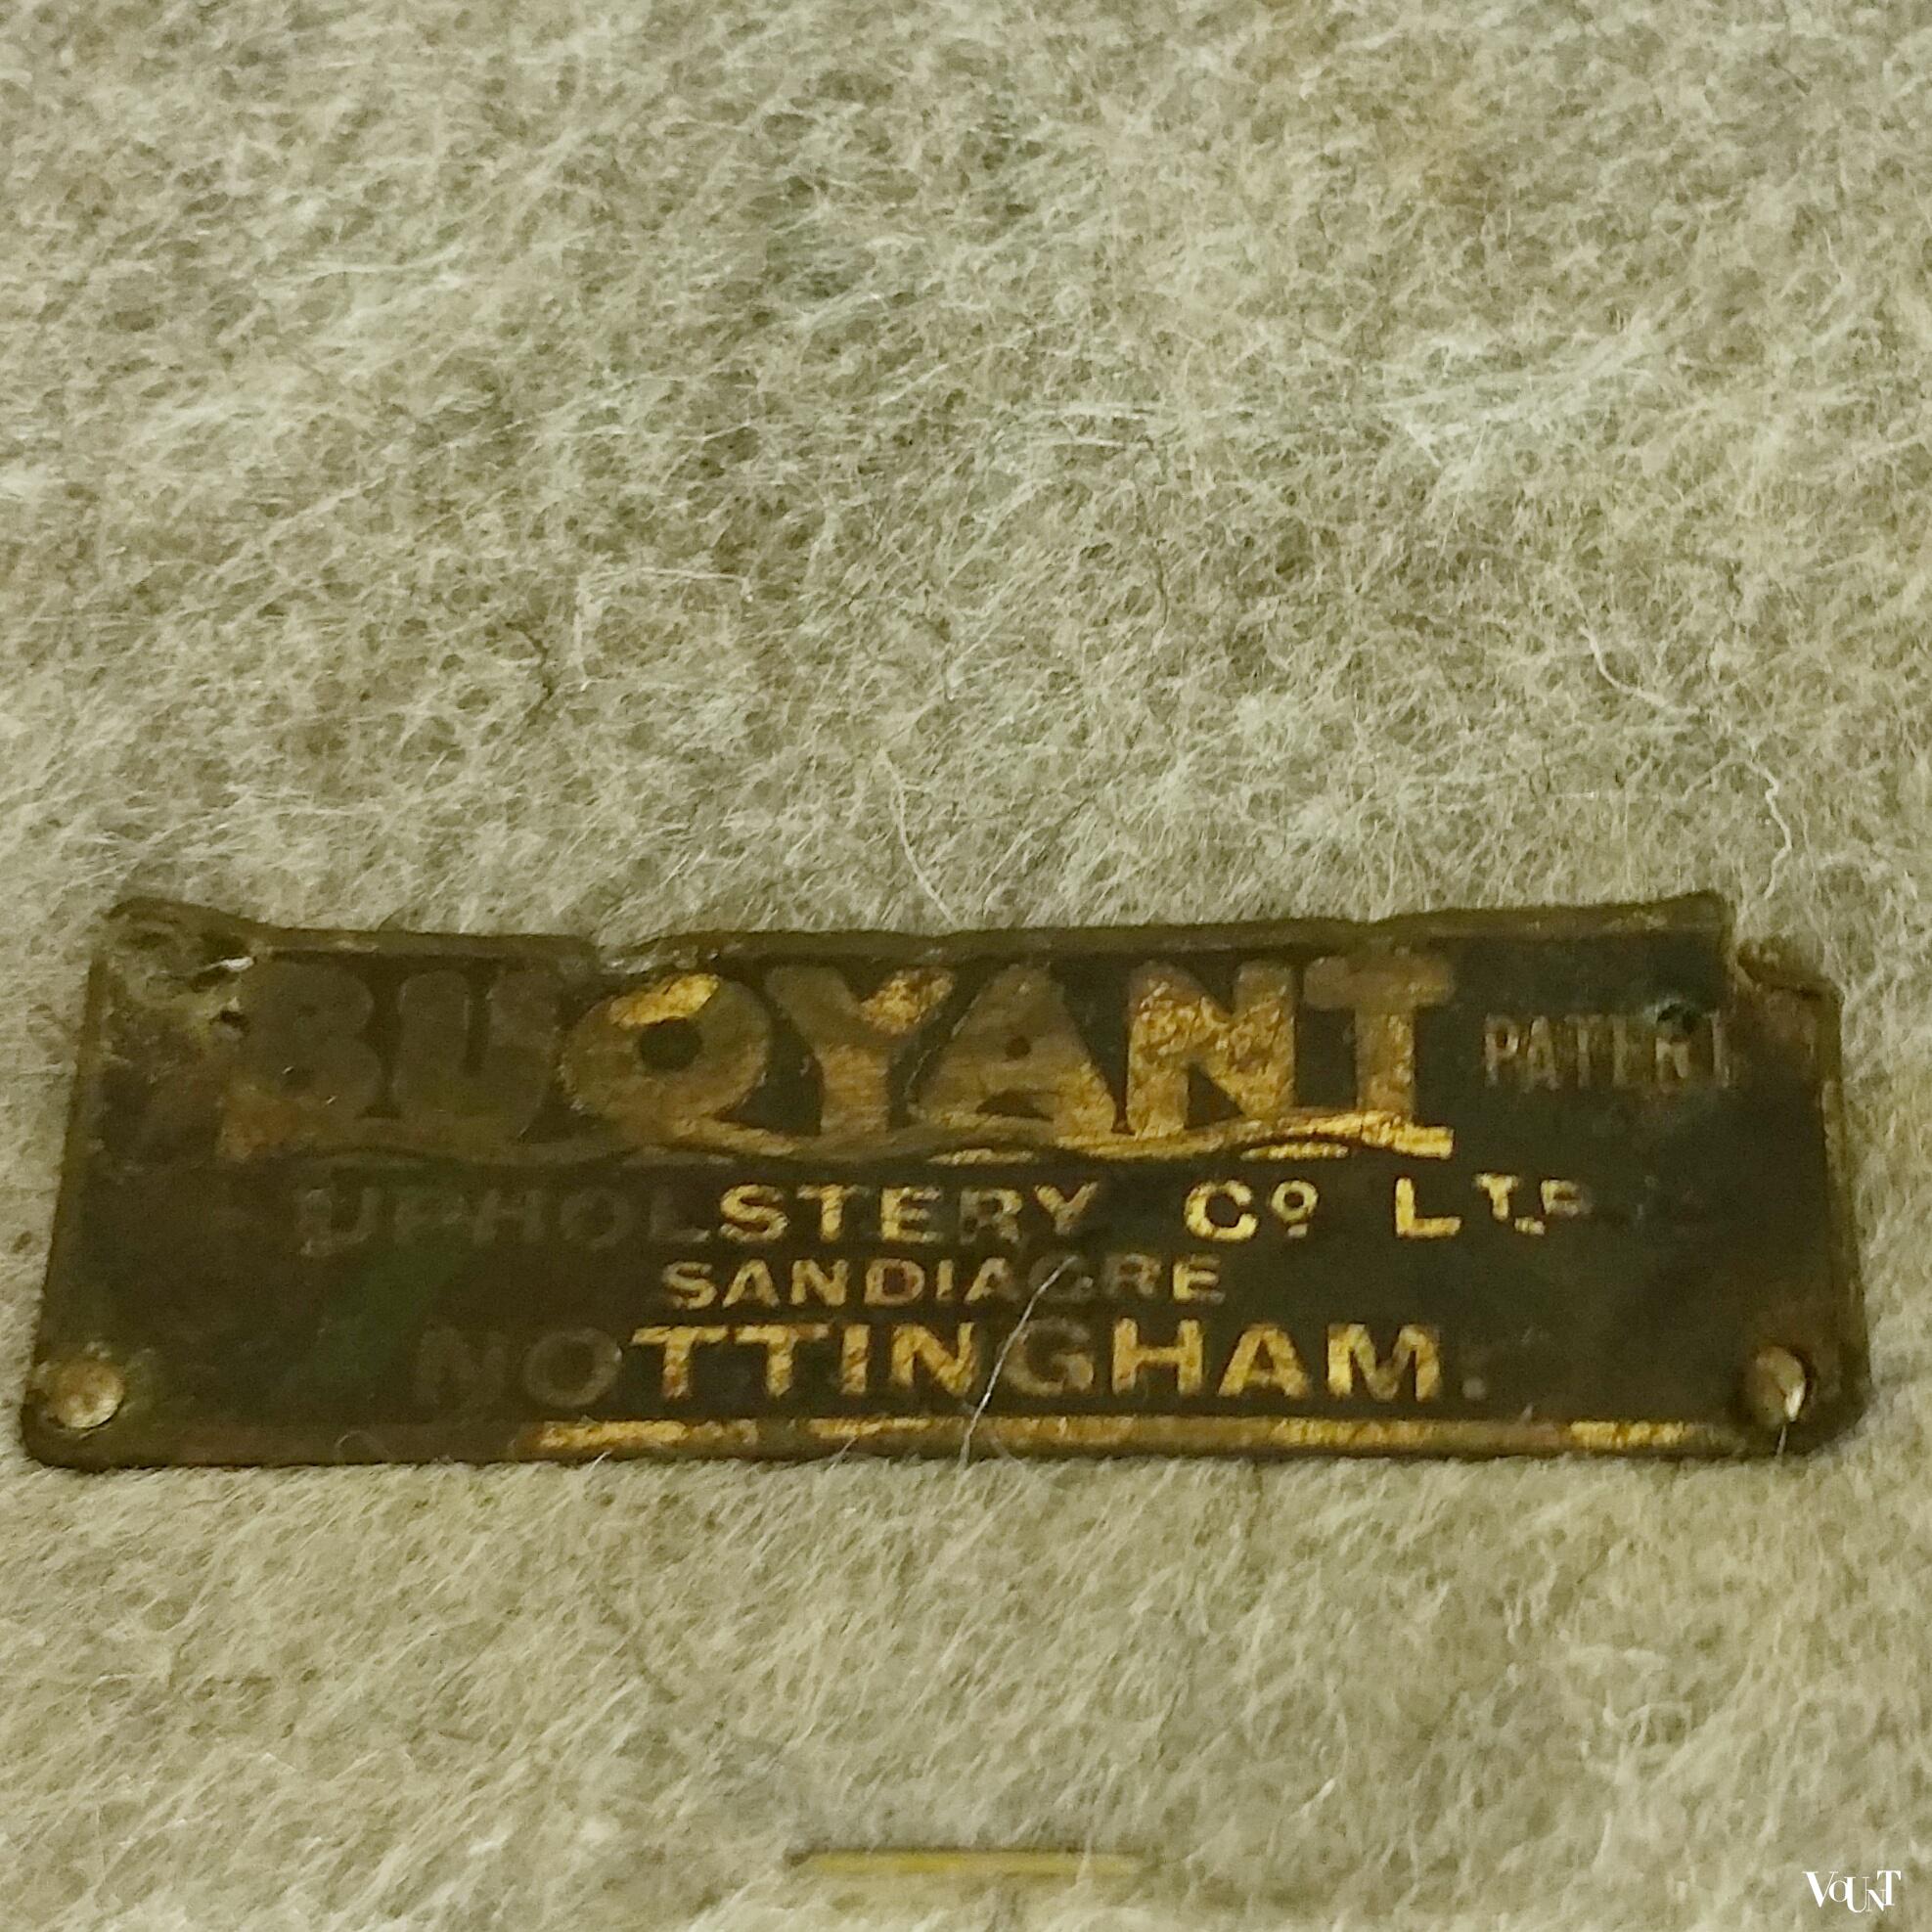 BUOYANT PATENT
UPHOLSTERY Cº LTD
SANDIACRE
NOTTINGHAM.
VOUNT